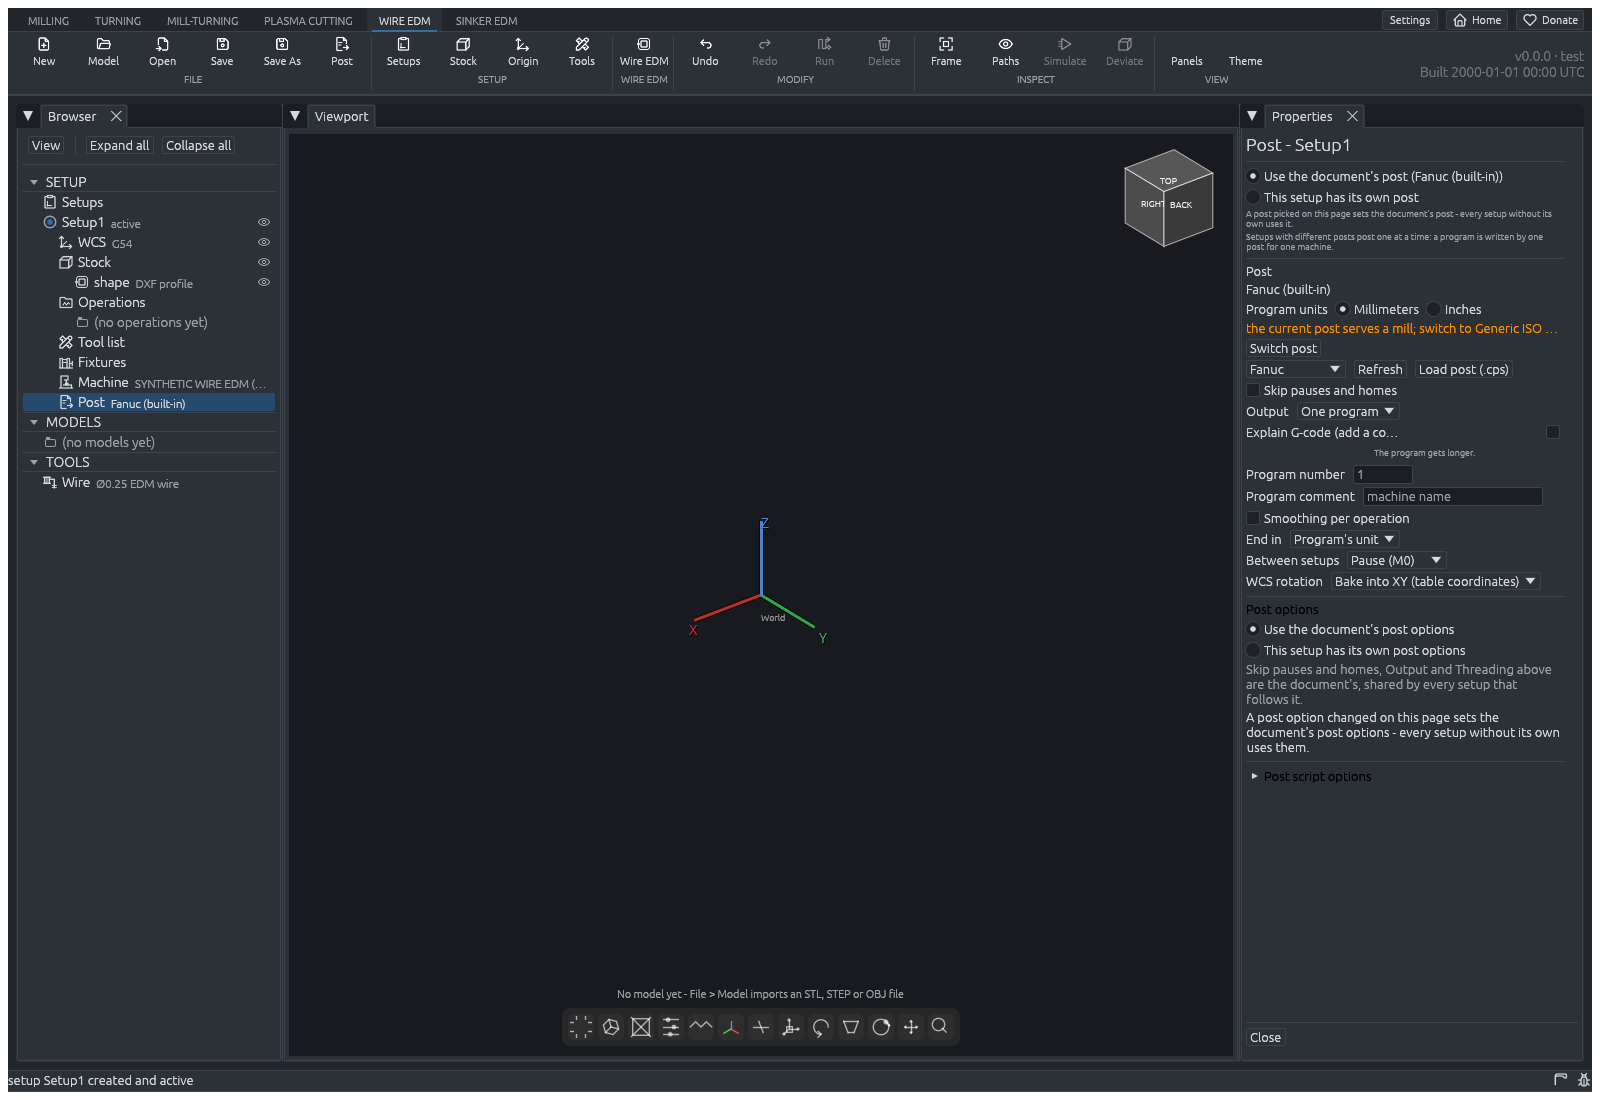 MILLING TURNING MILL-TURNING PLASMA CUTTING WIRE EDM SINKER EDM Settings Home Donate
New Model Open Save Save As Post Setups Stock Origin Tools Wire EDM Undo Redo Run Delete Frame Paths Simulate Deviate Panels Theme
FILE SETUP WIRE EDM MODIFY INSPECT VIEW
v0.0.0 · test
Built 2000-01-01 00:00 UTC
Browser
View Expand all Collapse all
SETUP
Setups
Setup1 active
WCS G54
Stock
shape DXF profile
Operations
(no operations yet)
Tool list
Fixtures
Machine SYNTHETIC WIRE EDM (...
Post Fanuc (built-in)
MODELS
(no models yet)
TOOLS
Wire Ø0.25 EDM wire
Viewport
TOP
RIGHT BACK
Z
World
X
Y
No model yet - File > Model imports an STL, STEP or OBJ file
Properties
Post - Setup1
Use the document's post (Fanuc (built-in))
This setup has its own post
A post picked on this page sets the document's post - every setup without its
own uses it.
Setups with different posts post one at a time: a program is written by one
post for one machine.
Post
Fanuc (built-in)
Program units Millimeters Inches
the current post serves a mill; switch to Generic ISO ...
Switch post
Fanuc Refresh Load post (.cps)
Skip pauses and homes
Output One program
Explain G-code (add a co...
The program gets longer.
Program number 1
Program comment machine name
Smoothing per operation
End in Program's unit
Between setups Pause (M0)
WCS rotation Bake into XY (table coordinates)
Post options
Use the document's post options
This setup has its own post options
Skip pauses and homes, Output and Threading above
are the document's, shared by every setup that
follows it.
A post option changed on this page sets the
document's post options - every setup without its own
uses them.
Post script options
Close
setup Setup1 created and active